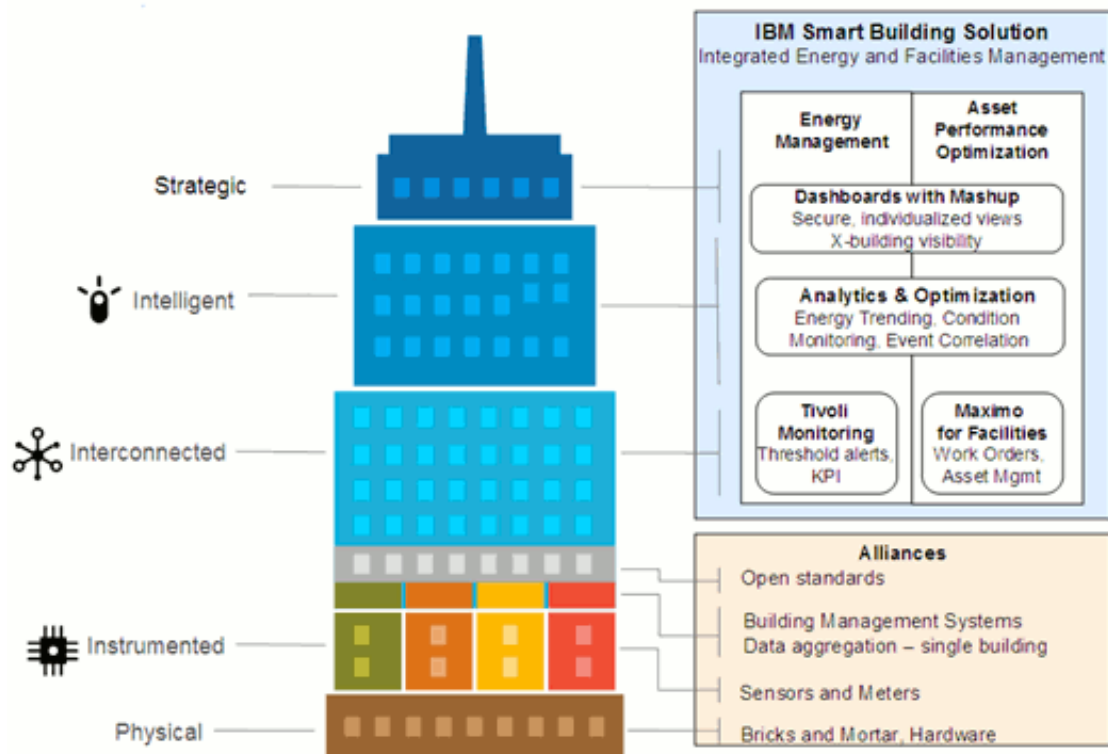 Strategic
Intelligent
Interconnected
Instrumented
Physical
IBM Smart Building Solution
Integrated Energy and Facilities Management
Energy
Management
Asset
Performance
Optimization
Dashboards with Mashup
Secure, individualized views
X-building visibility
Analytics & Optimization
Energy Trending, Condition
Monitoring, Event Correlation
Tivoli
Monitoring
Threshold alerts,
KPI
Maximo
for Facilities
Work Orders,
Asset Mgmt
Alliances
Open standards
Building Management Systems
Data aggregation – single building
Sensors and Meters
Bricks and Mortar, Hardware